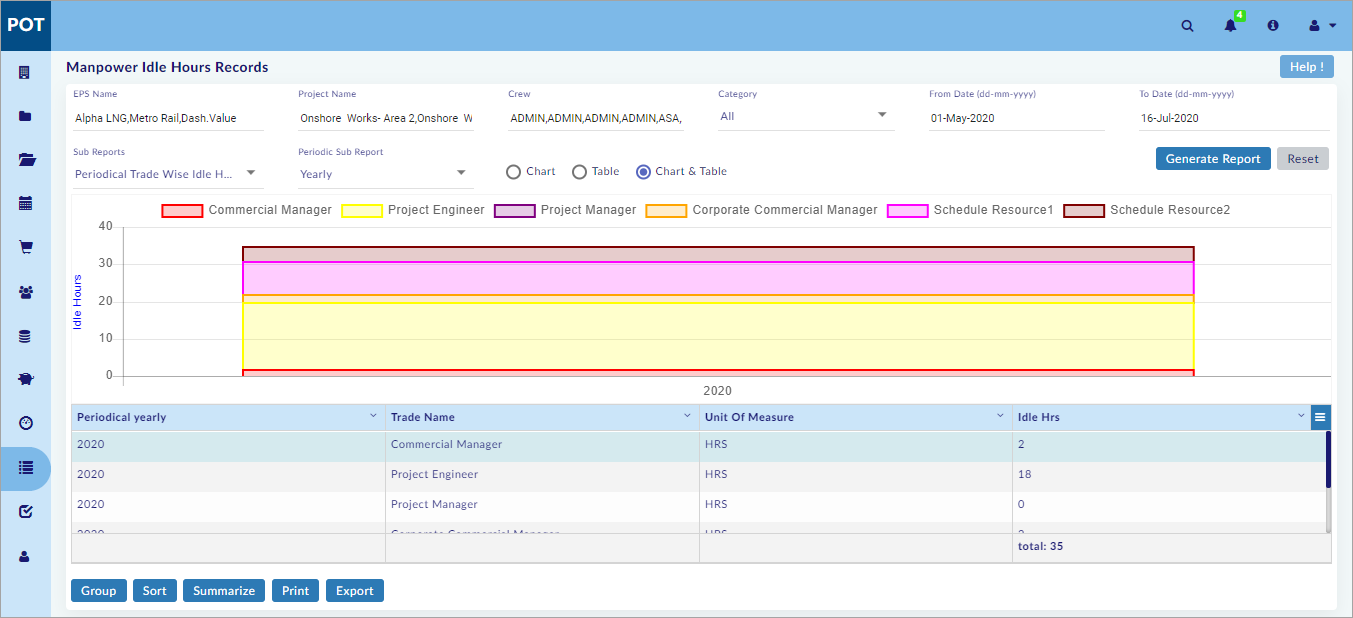 POT
4
Manpower Idle Hours Records
Help !
EPS Name
Project Name
Crew
Category
From Date (dd-mm-yyyy)
To Date (dd-mm-yyyy)
Alpha LNG,Metro Rail,Dash.Value
Onshore Works- Area 2,Onshore W
ADMIN,ADMIN,ADMIN,ADMIN,ASA,
All
01-May-2020
16-Jul-2020
Sub Reports
Periodic Sub Report
Periodical Trade Wise Idle H...
Yearly
Chart
Table
Chart & Table
Generate Report
Reset
Commercial Manager
Project Engineer
Project Manager
Corporate Commercial Manager
Schedule Resource1
Schedule Resource2
Idle Hours
40
30
20
10
0
2020
Periodical yearly
Trade Name
Unit Of Measure
Idle Hrs
2020 Commercial Manager HRS 2
2020 Project Engineer HRS 18
2020 Project Manager HRS 0
2020 Corporate Commercial Manager HRS 2
total: 35
Group
Sort
Summarize
Print
Export